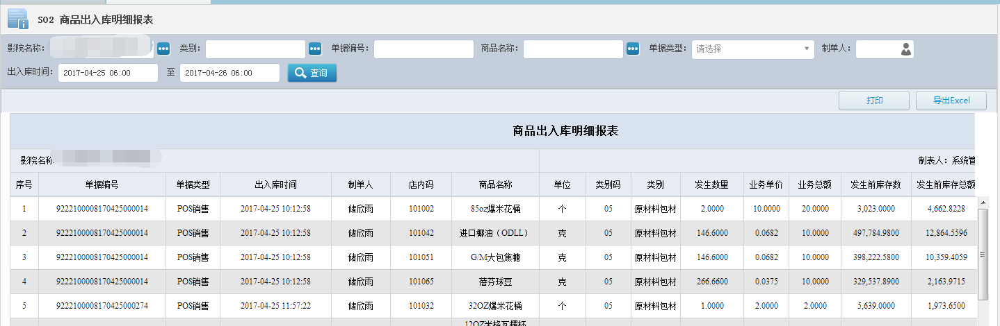 S02 商品出入库明细报表
影院名称： 类别： 单据编号： 商品名称： 单据类型： 请选择 制单人：
出入库时间： 2017-04-25 06:00 至 2017-04-26 06:00 查询
打印 导出Excel
商品出入库明细报表
影院名称 制表人：系统管
序号 单据编号 单据类型 出入库时间 制单人 店内码 商品名称 单位 类别码 类别 发生数量 业务单价 业务总额 发生前库存数 发生前库存总额
1 9222100008170425000014 POS销售 2017-04-25 10:12:58 储欣雨 101002 85oz爆米花桶 个 05 原材料包材 2.0000 10.0000 20.0000 3,023.0000 4,662.8228
2 9222100008170425000014 POS销售 2017-04-25 10:12:58 储欣雨 101042 进口椰油（ODLL） 克 05 原材料包材 146.6000 0.0682 10.0000 497,784.9800 12,864.5596
3 9222100008170425000014 POS销售 2017-04-25 10:12:58 储欣雨 101051 G/M大包焦糖 克 05 原材料包材 146.6000 0.0682 10.0000 398,222.5800 10,359.4059
4 9222100008170425000014 POS销售 2017-04-25 10:12:58 储欣雨 101065 蓓芬球豆 克 05 原材料包材 266.6600 0.0375 10.0000 329,537.8900 2,163.9715
5 9222100008170425000274 POS销售 2017-04-25 11:57:22 储欣雨 101032 32OZ爆米花桶 个 05 原材料包材 1.0000 2.0000 2.0000 5,639.0000 1,973.6500